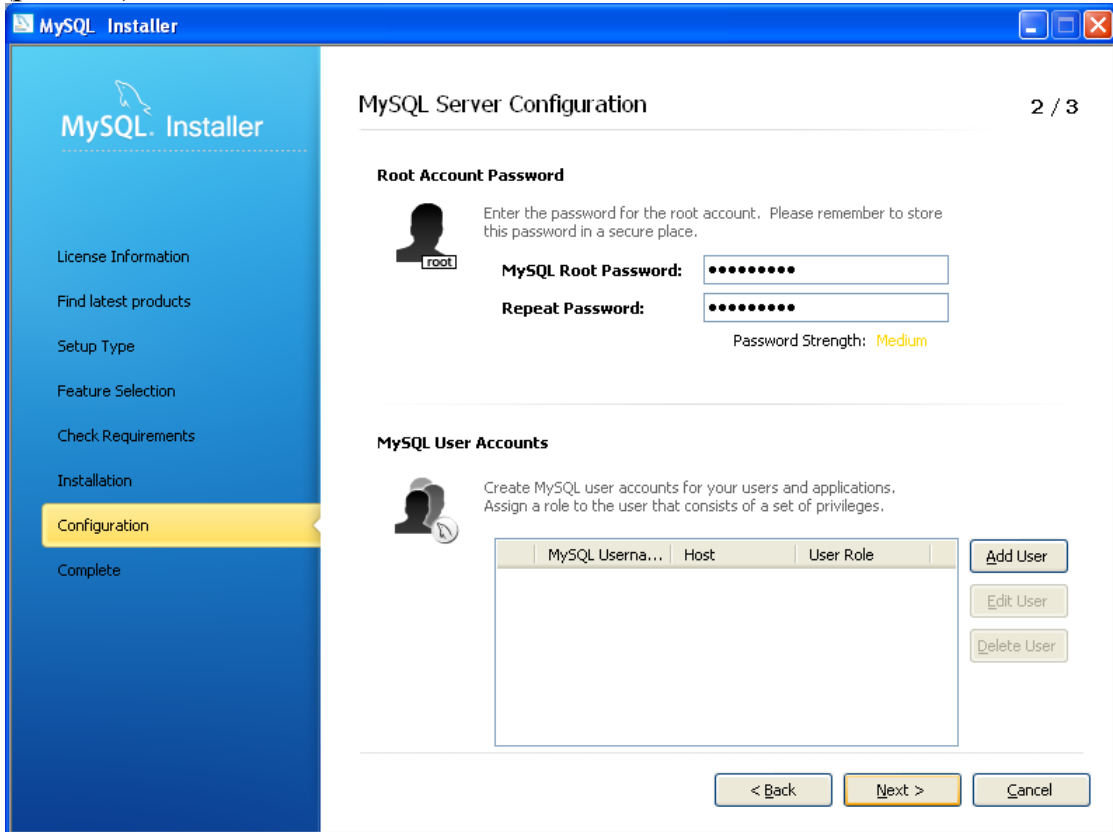 MySQL Installer
MySQL. Installer
License Information
Find latest products
Setup Type
Feature Selection
Check Requirements
Installation
Configuration
Complete
MySQL Server Configuration
2 / 3
Root Account Password
root
Enter the password for the root account. Please remember to store
this password in a secure place.
MySQL Root Password: ●●●●●●●●●
Repeat Password: ●●●●●●●●●
Password Strength: Medium
MySQL User Accounts
Create MySQL user accounts for your users and applications.
Assign a role to the user that consists of a set of privileges.
MySQL Userna... Host User Role
Add User
Edit User
Delete User
< Back Next > Cancel